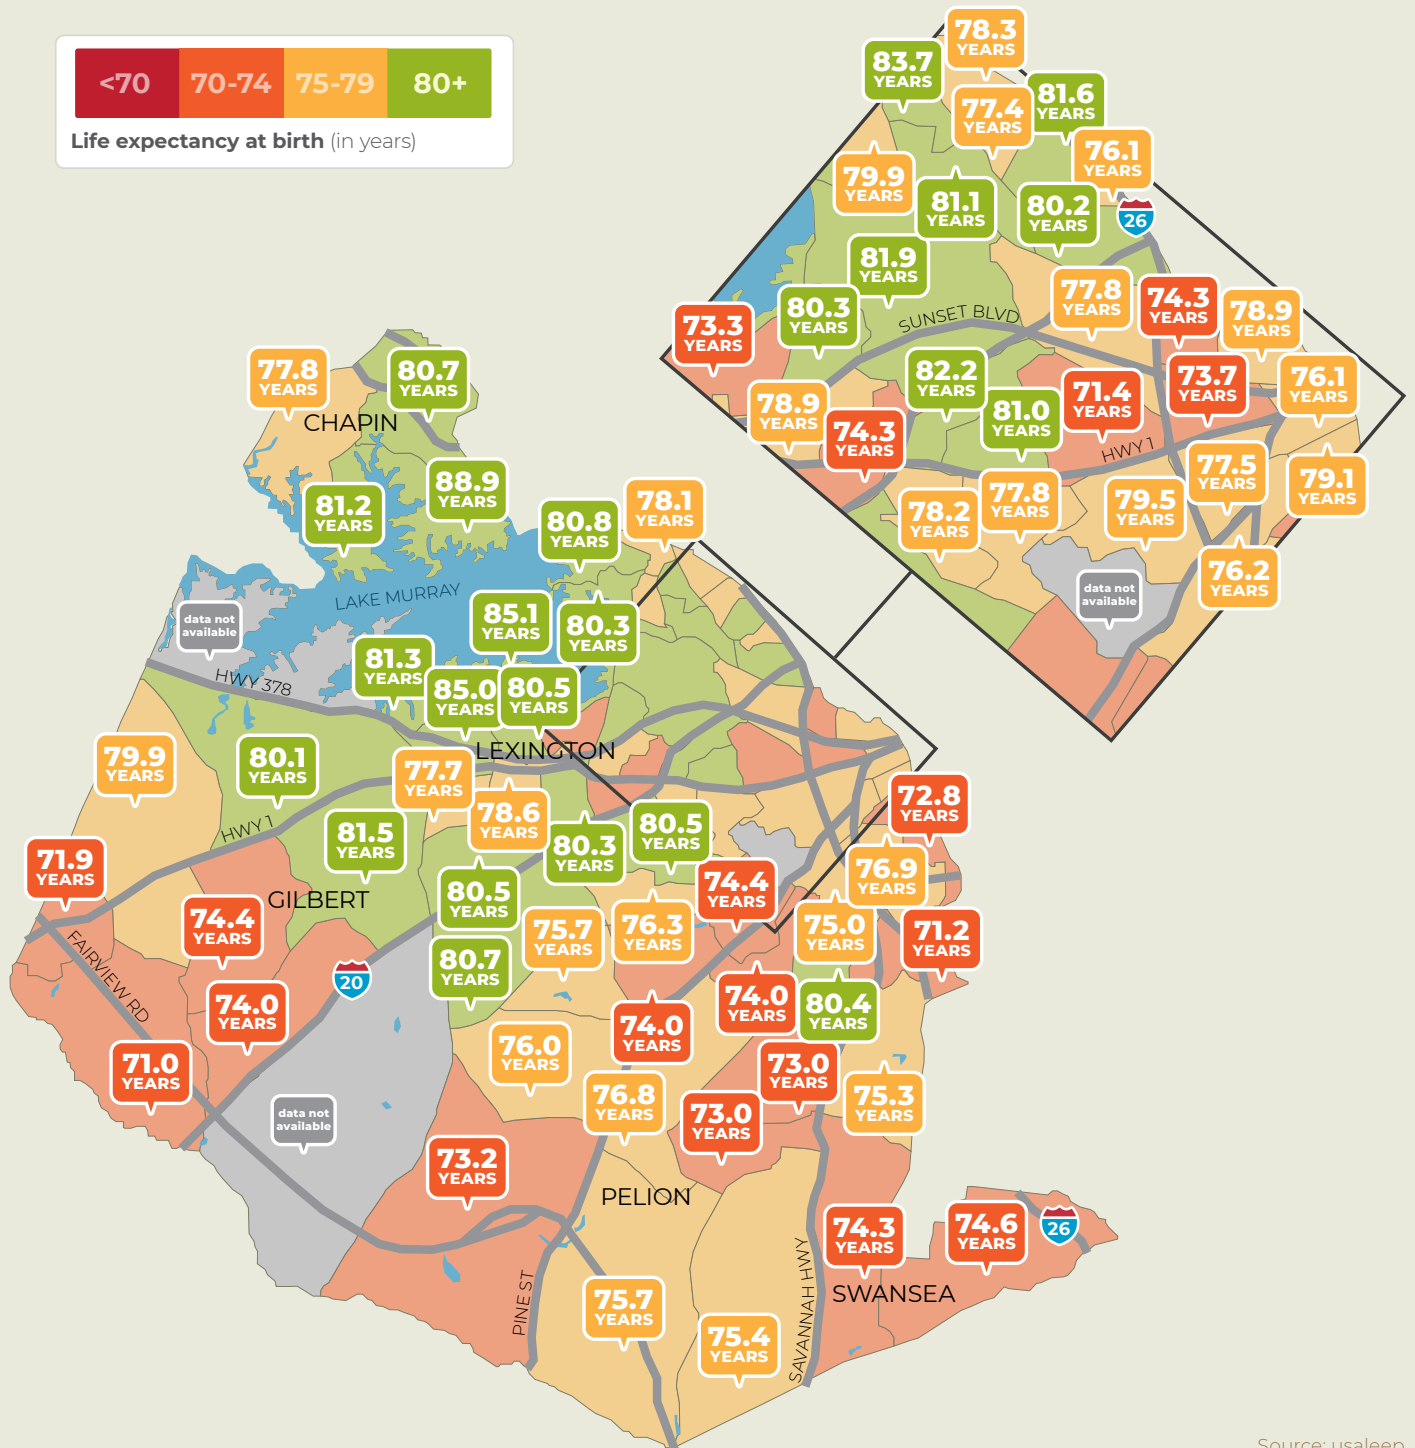 <70
70-74
75-79
80+
Life expectancy at birth (in years)
78.3
YEARS
83.7
YEARS
77.4
YEARS
81.6
YEARS
76.1
YEARS
79.9
YEARS
81.1
YEARS
80.2
YEARS
26
81.9
YEARS
77.8
YEARS
74.3
YEARS
78.9
YEARS
80.3
YEARS
73.3
YEARS
SUNSET BLVD
82.2
YEARS
73.7
YEARS
76.1
YEARS
71.4
YEARS
78.9
YEARS
81.0
YEARS
74.3
YEARS
HWY 1
77.5
YEARS
79.1
YEARS
77.8
YEARS
79.5
YEARS
78.2
YEARS
76.2
YEARS
data not
available
77.8
YEARS
80.7
YEARS
CHAPIN
88.9
YEARS
81.2
YEARS
78.1
YEARS
80.8
YEARS
LAKE MURRAY
data not
available
85.1
YEARS
80.3
YEARS
81.3
YEARS
85.0
YEARS
80.5
YEARS
HWY 378
LEXINGTON
79.9
YEARS
80.1
YEARS
77.7
YEARS
78.6
YEARS
72.8
YEARS
HWY 1
81.5
YEARS
80.3
YEARS
80.5
YEARS
71.9
YEARS
76.9
YEARS
74.4
YEARS
GILBERT
80.5
YEARS
74.4
YEARS
75.7
YEARS
76.3
YEARS
75.0
YEARS
71.2
YEARS
FAIRVIEW RD
20
80.7
YEARS
74.0
YEARS
74.0
YEARS
80.4
YEARS
74.0
YEARS
71.0
YEARS
76.0
YEARS
73.0
YEARS
76.8
YEARS
75.3
YEARS
data not
available
73.0
YEARS
73.2
YEARS
PELION
74.3
YEARS
74.6
YEARS
26
SWANSEA
PINE ST
SAVANNAH HWY
75.7
YEARS
75.4
YEARS
Source: usaleep